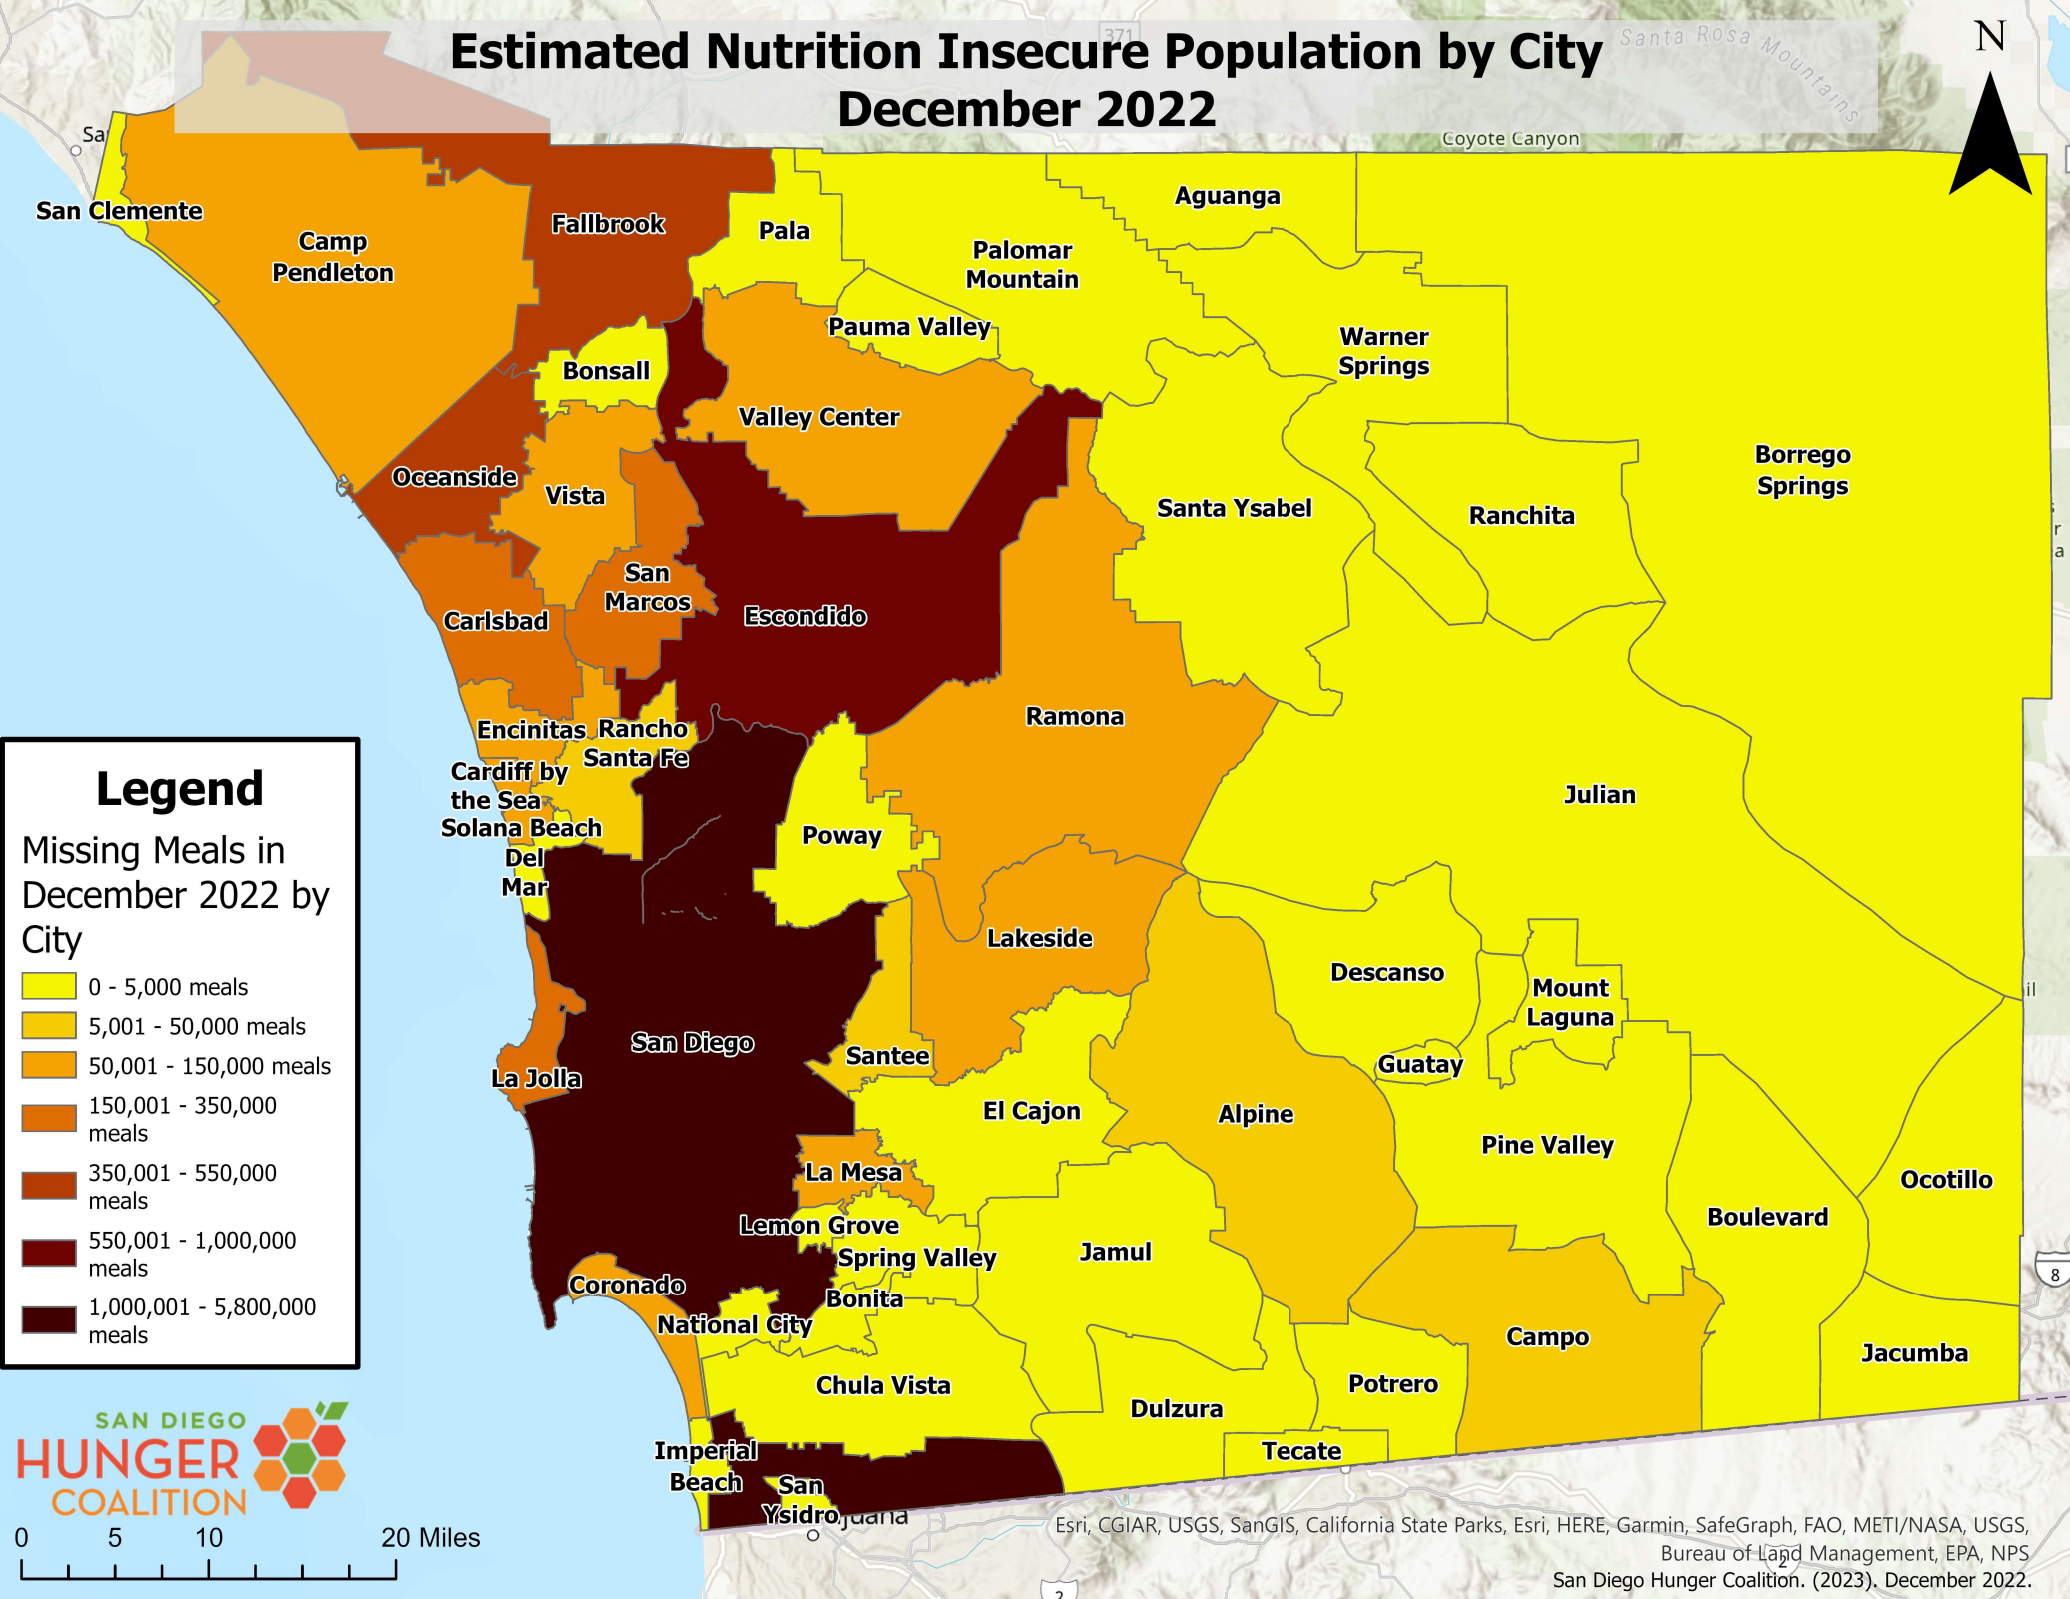 Estimated Nutrition Insecure Population by City
December 2022
N
371
Santa Rosa Mountains
Coyote Canyon
San Clemente
Camp
Pendleton
Fallbrook
Pala
Aguanga
Palomar
Mountain
Pauma Valley
Warner
Springs
Bonsall
Valley Center
Borrego
Springs
Oceanside
Vista
Santa Ysabel
Ranchita
San
Marcos
Carlsbad
Escondido
Ramona
Encinitas
Rancho
Santa Fe
Cardiff by
the Sea
Solana Beach
Julian
Poway
Del
Mar
Lakeside
Descanso
Mount
Laguna
San Diego
Santee
Guatay
La Jolla
El Cajon
Alpine
Pine Valley
La Mesa
Ocotillo
Lemon Grove
Boulevard
Spring Valley
Jamul
Coronado
Bonita
National City
Campo
Jacumba
Chula Vista
Potrero
Dulzura
Imperial
Beach
Tecate
San
Ysidro
8
Legend
Missing Meals in
December 2022 by
City
0 - 5,000 meals
5,001 - 50,000 meals
50,001 - 150,000 meals
150,001 - 350,000
meals
350,001 - 550,000
meals
550,001 - 1,000,000
meals
1,000,001 - 5,800,000
meals
SAN DIEGO
HUNGER
COALITION
0 5 10 20 Miles
2
2
Esri, CGIAR, USGS, SanGIS, California State Parks, Esri, HERE, Garmin, SafeGraph, FAO, METI/NASA, USGS,
Bureau of Land Management, EPA, NPS
San Diego Hunger Coalition. (2023). December 2022.